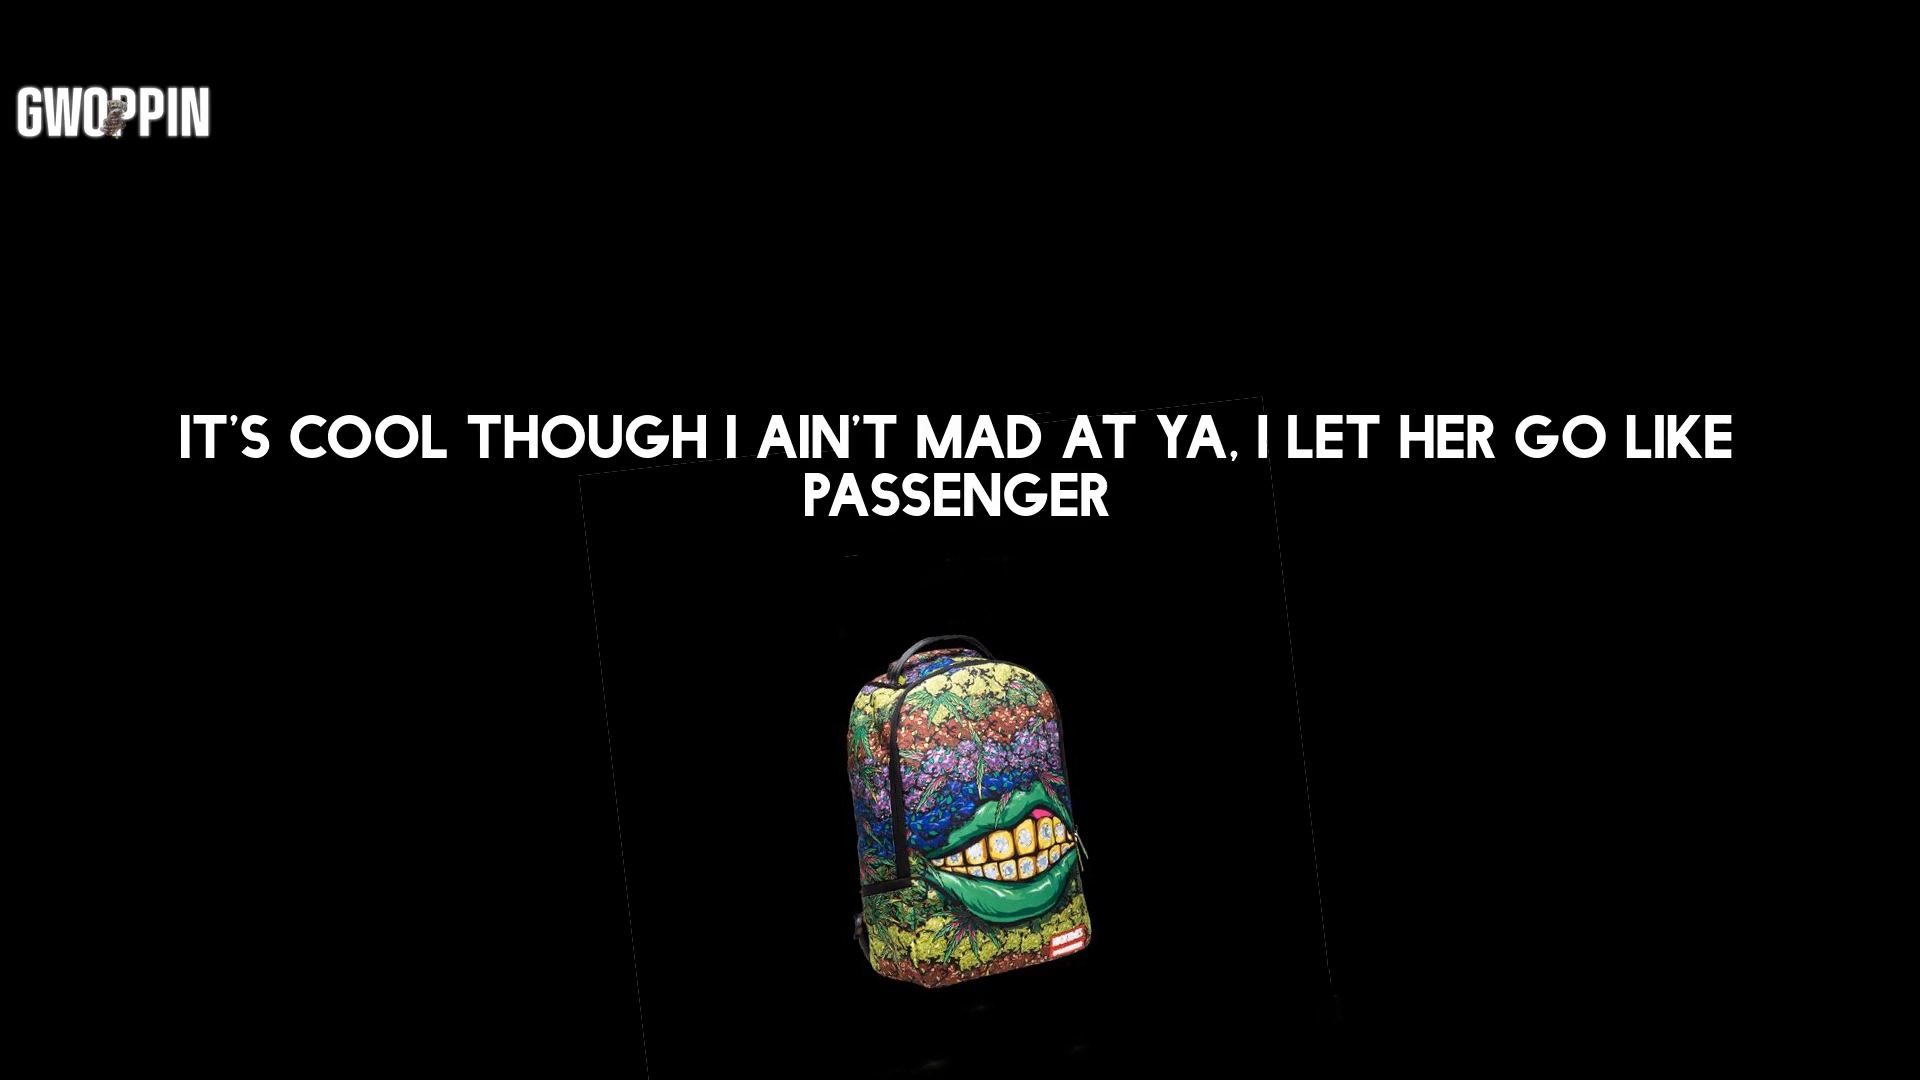 GWOPPIN
IT'S COOL THOUGH I AIN'T MAD AT YA, I LET HER GO LIKE
PASSENGER